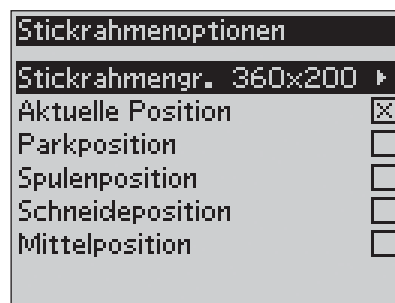 Stickrahmenoptionen
Stickrahmengr. 360x200
Aktuelle Position
Parkposition
Spulenposition
Schneideposition
Mittelposition